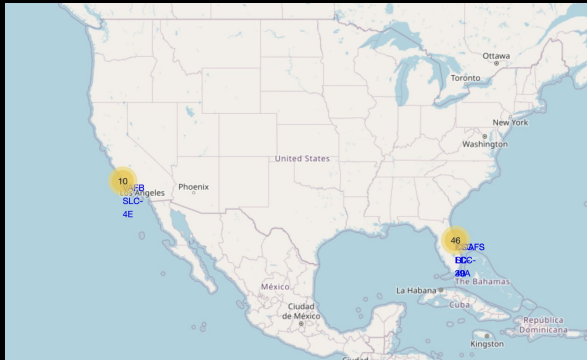 Ottawa
Toronto
New York
Washington
United States
10
Los Angeles
SLC-
4E
Phoenix
46
México
Ciudad
de México
La Habana
The Bahamas
Cuba
República
Dominicana
Kingston
Ciudad